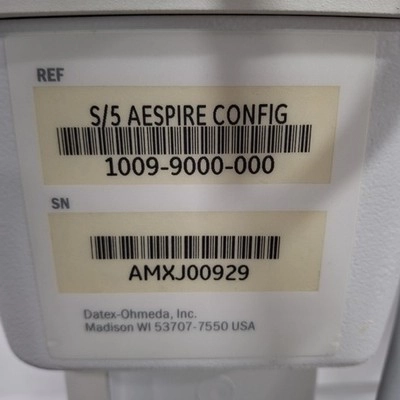 REF
S/5 AESPIRE CONFIG
1009-9000-000
SN
AMXJ00929
Datex-Ohmeda, Inc.
Madison WI 53707-7550 USA